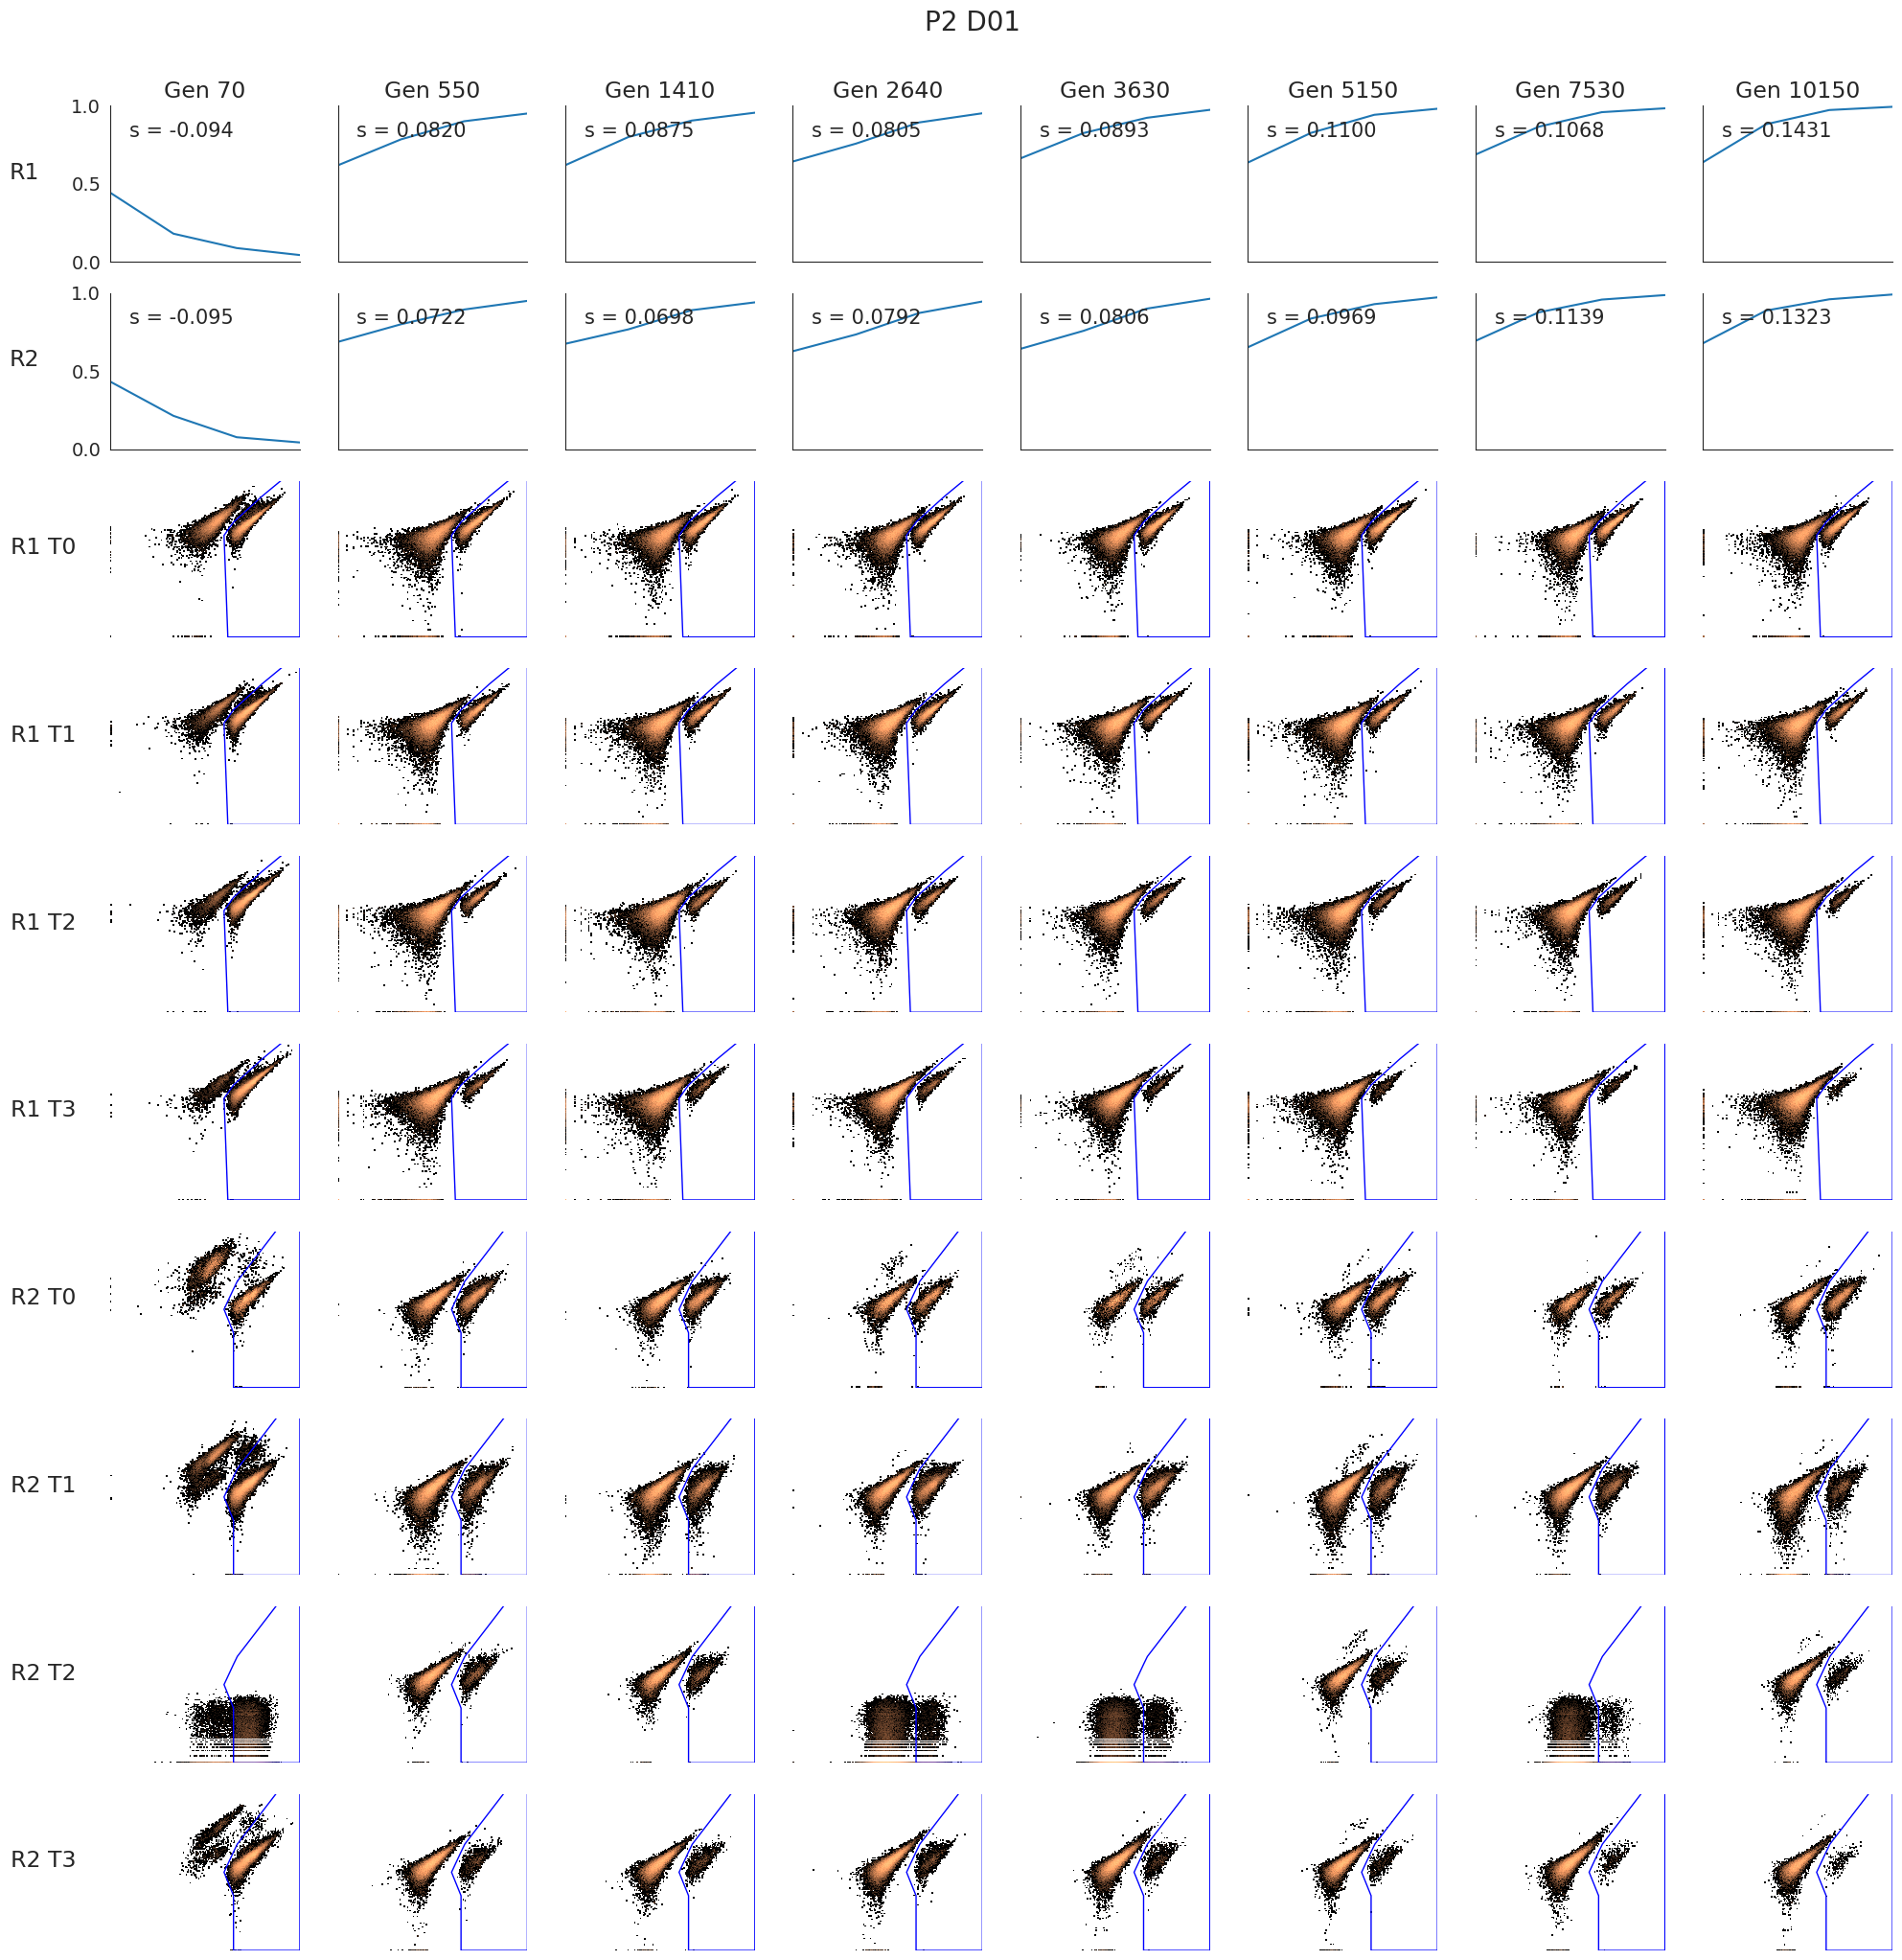 P2 D01
Gen 70 Gen 550 Gen 1410 Gen 2640 Gen 3630 Gen 5150 Gen 7530 Gen 10150
1.0
s = -0.094 s = 0.0820 s = 0.0875 s = 0.0805 s = 0.0893 s = 0.1100 s = 0.1068 s = 0.1431
R1
0.5
0.0
1.0
s = -0.095 s = 0.0722 s = 0.0698 s = 0.0792 s = 0.0806 s = 0.0969 s = 0.1139 s = 0.1323
R2
0.5
0.0
R1 T0
R1 T1
R1 T2
R1 T3
R2 T0
R2 T1
R2 T2
R2 T3